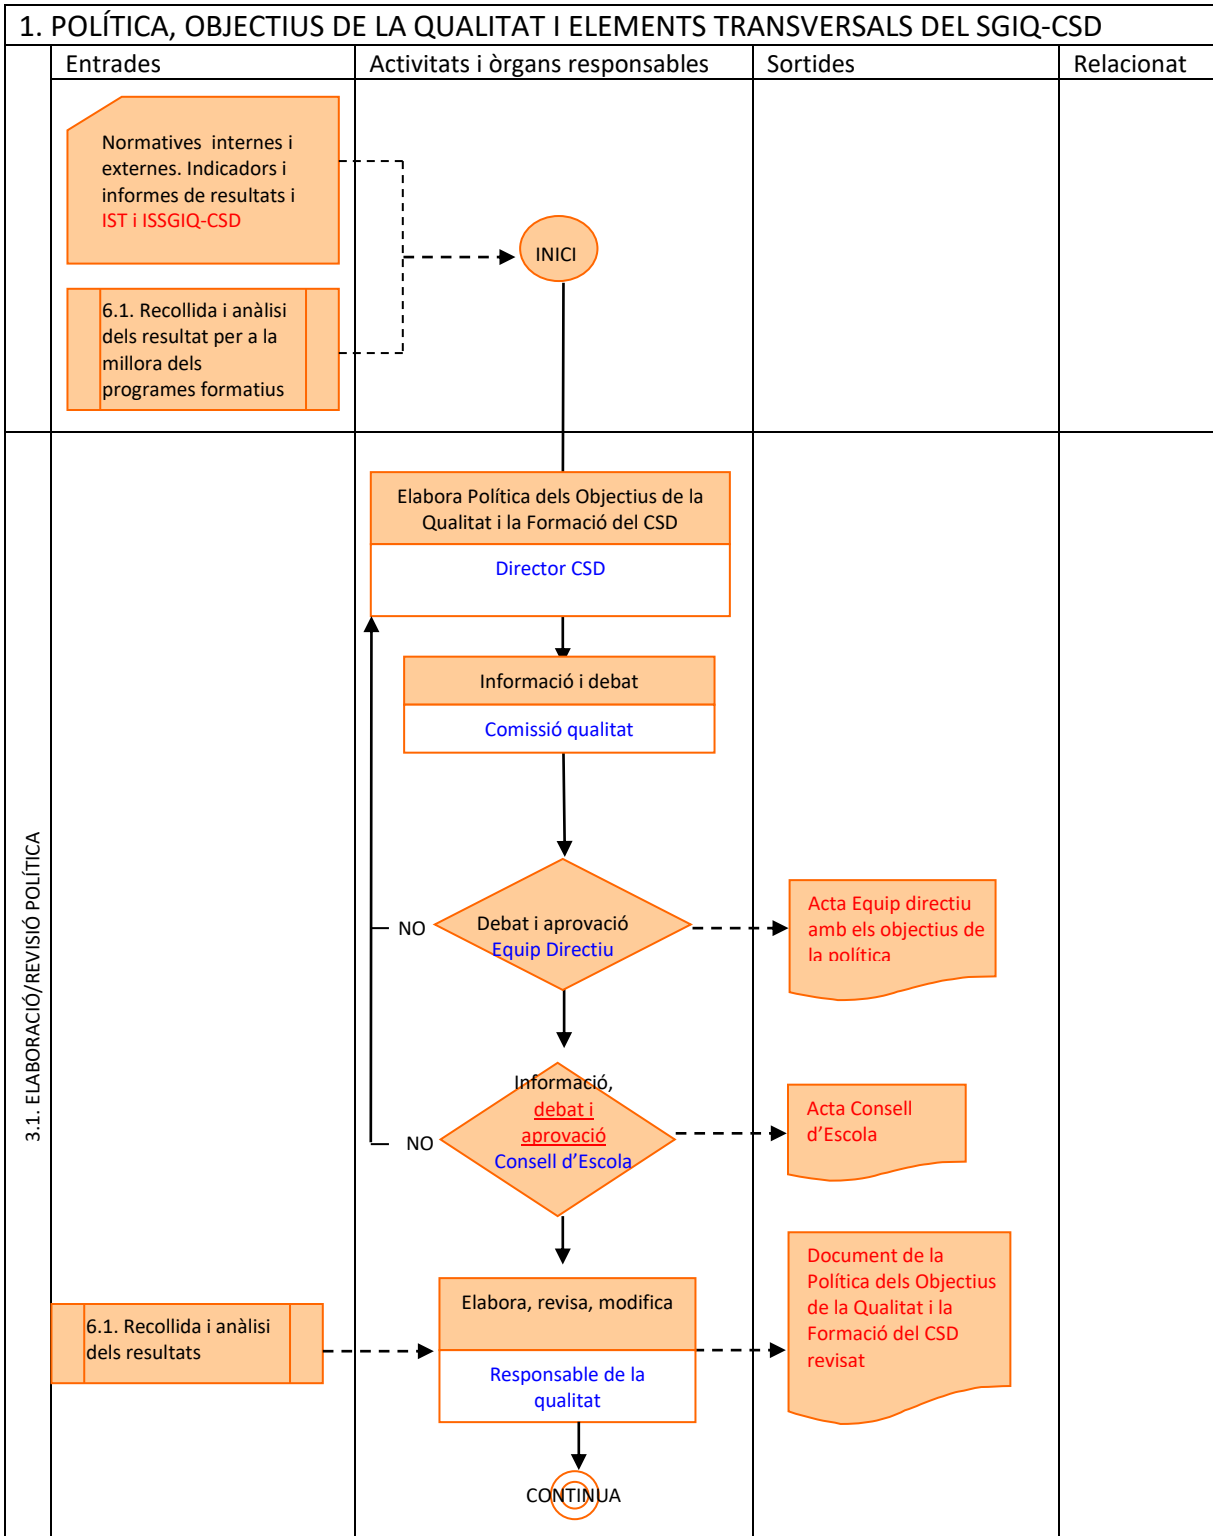 1. POLÍTICA, OBJECTIUS DE LA QUALITAT I ELEMENTS TRANSVERSALS DEL SGIQ-CSD
Entrades
Activitats i òrgans responsables
Sortides
Relacionat
Normatives internes i
externes. Indicadors i
informes de resultats i
IST i ISSGIQ-CSD
INICI
6.1. Recollida i anàlisi
dels resultat per a la
millora dels
programes formatius
3.1. ELABORACIÓ/REVISIÓ POLÍTICA
Elabora Política dels Objectius de la
Qualitat i la Formació del CSD
Director CSD
Informació i debat
Comissió qualitat
NO
Debat i aprovació
Equip Directiu
Acta Equip directiu
amb els objectius de
la política
NO
Informació,
debat i
aprovació
Consell d’Escola
Acta Consell
d’Escola
6.1. Recollida i anàlisi
dels resultats
Elabora, revisa, modifica
Responsable de la
qualitat
Document de la
Política dels Objectius
de la Qualitat i la
Formació del CSD
revisat
CONTINUA